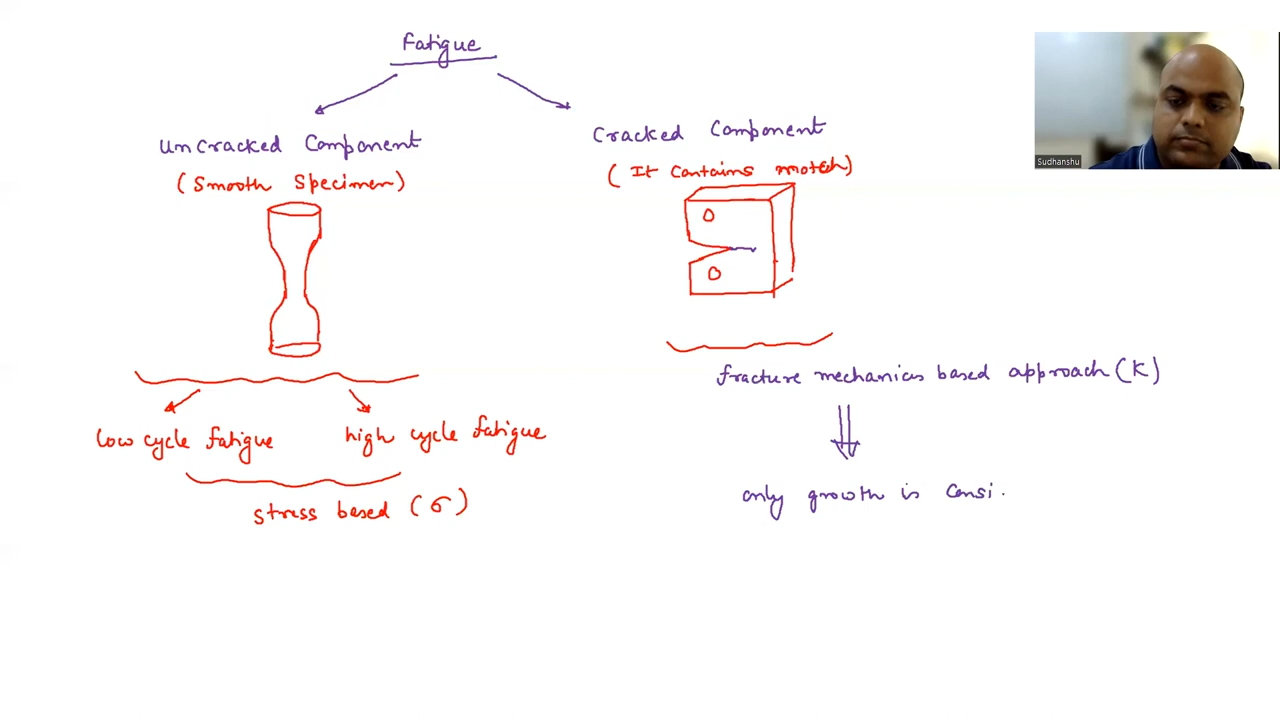 Fatigue
Uncracked Component
(Smooth Specimen)
Cracked Component
(It Contains notch)
Sudhanshu
low cycle fatigue
high cycle fatigue
stress based (σ)
fracture mechanics based approach (K)
only growth is consi